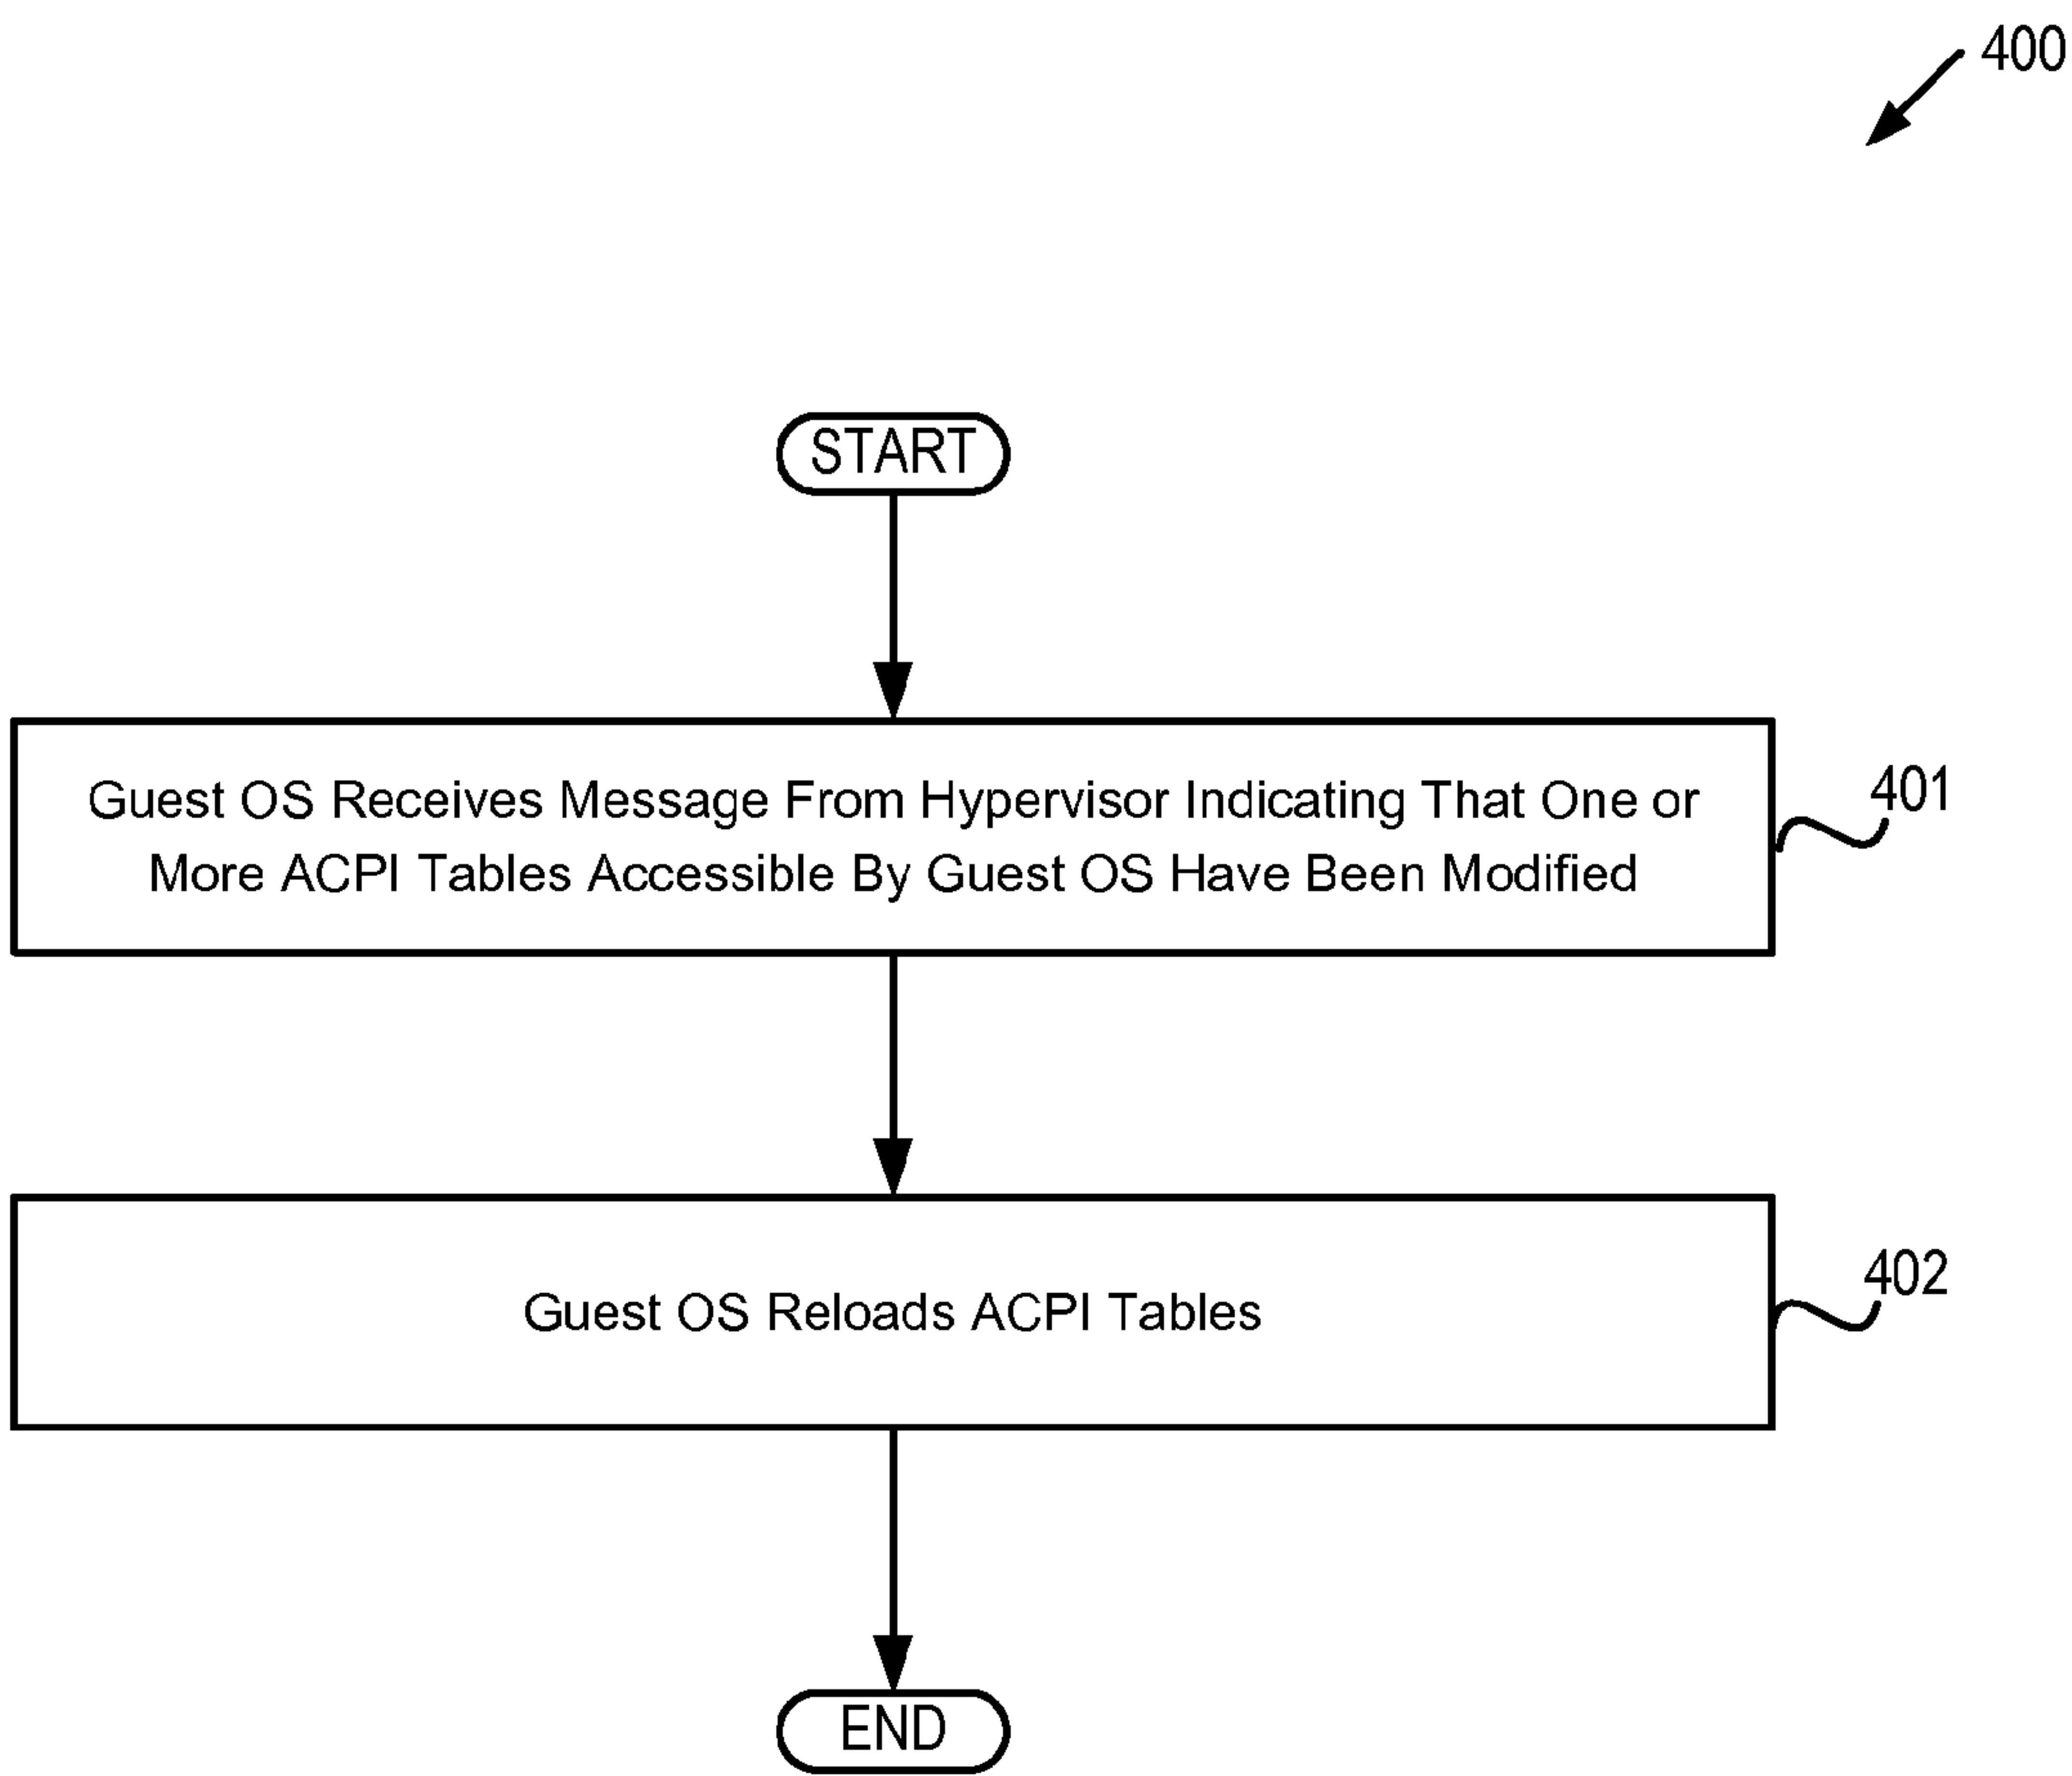 400
START
Guest OS Receives Message From Hypervisor Indicating That One or
More ACPI Tables Accessible By Guest OS Have Been Modified
401
Guest OS Reloads ACPI Tables
402
END